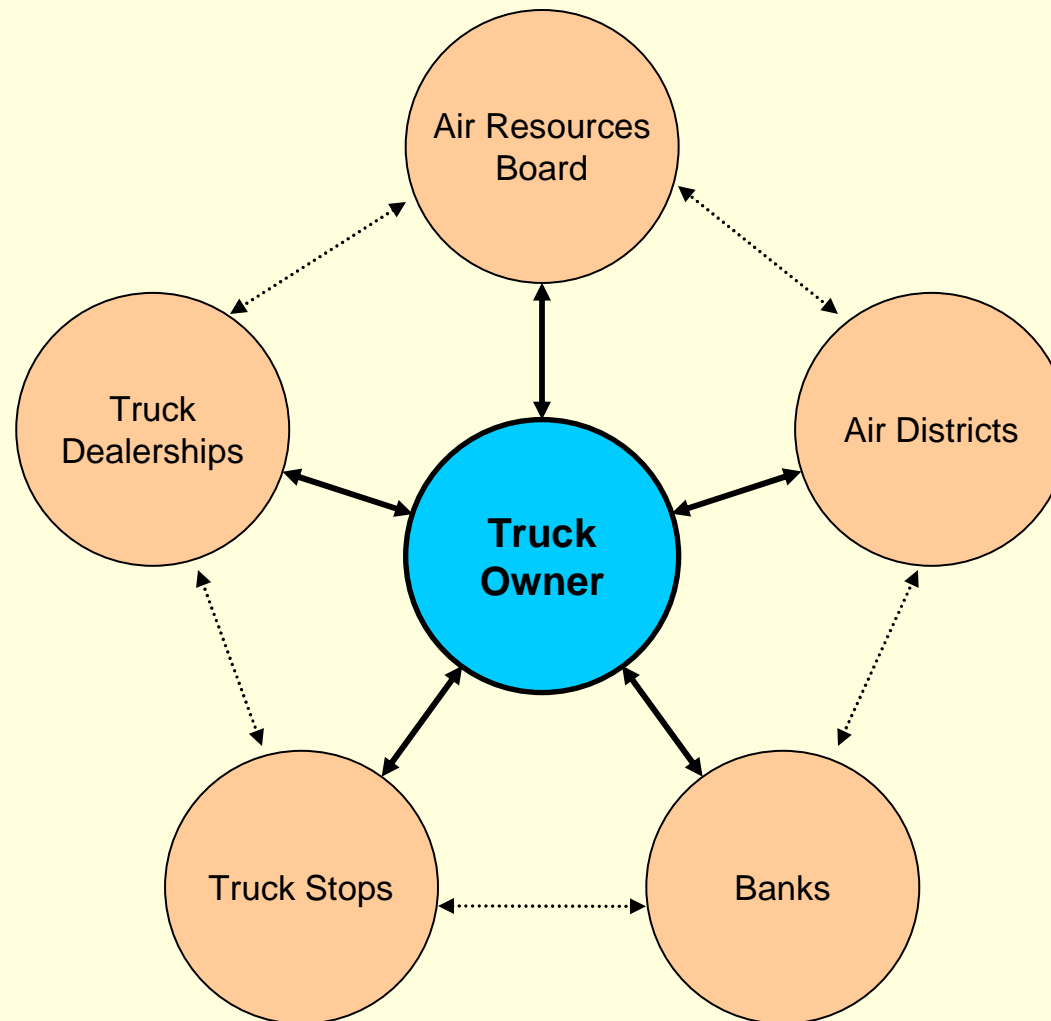 Air Resources
Board
Truck
Dealerships
Air Districts
Truck
Owner
Truck Stops
Banks